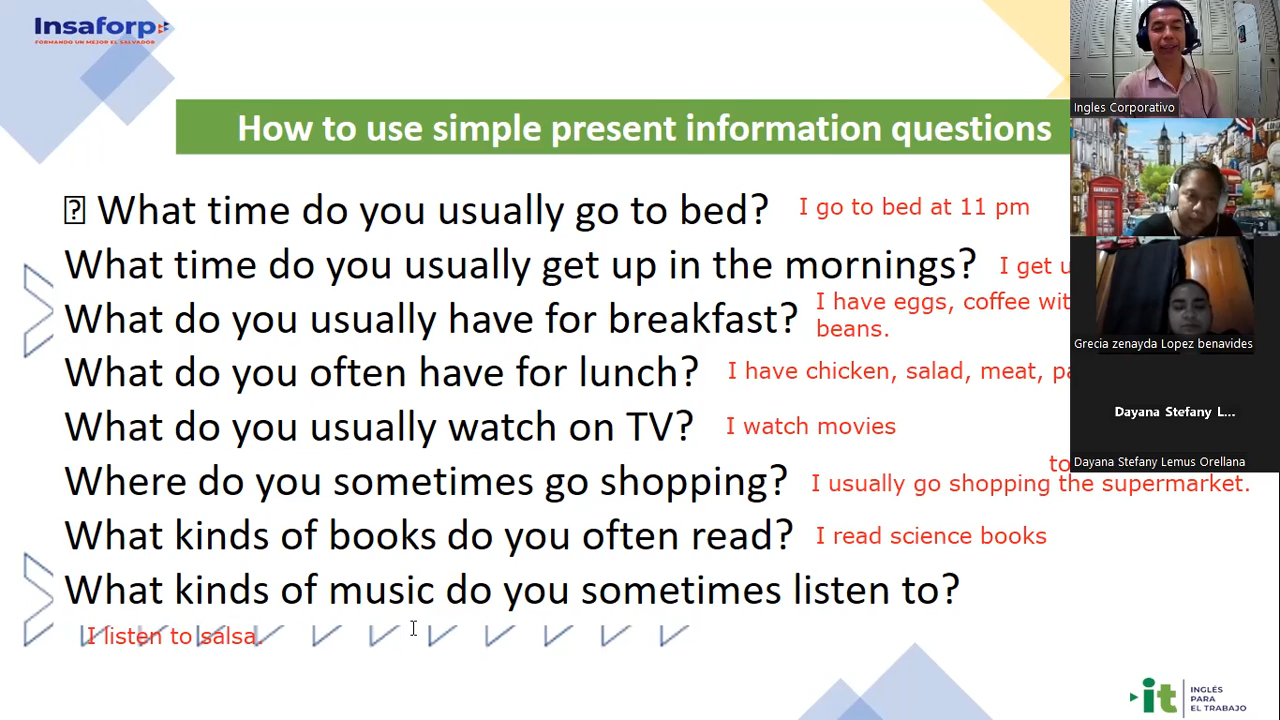 Insaforp
FORMANDO UN MEJOR EL SALVADOR
Ingles Corporativo
How to use simple present information questions
What time do you usually go to bed? I go to bed at 11 pm
What time do you usually get up in the mornings? I get
What do you usually have for breakfast? I have eggs, coffee
beans.
What do you often have for lunch? I have chicken, salad, meat,
Grecia zenayda Lopez benavides
Dayana Stefany L...
What do you usually watch on TV? I watch movies
Dayana Stefany Lemus Orellana
to
Where do you sometimes go shopping? I usually go shopping the supermarket.
What kinds of books do you often read? I read science books
What kinds of music do you sometimes listen to?
I listen to salsa.
it INGLÉS
PARA
EL TRABAJO